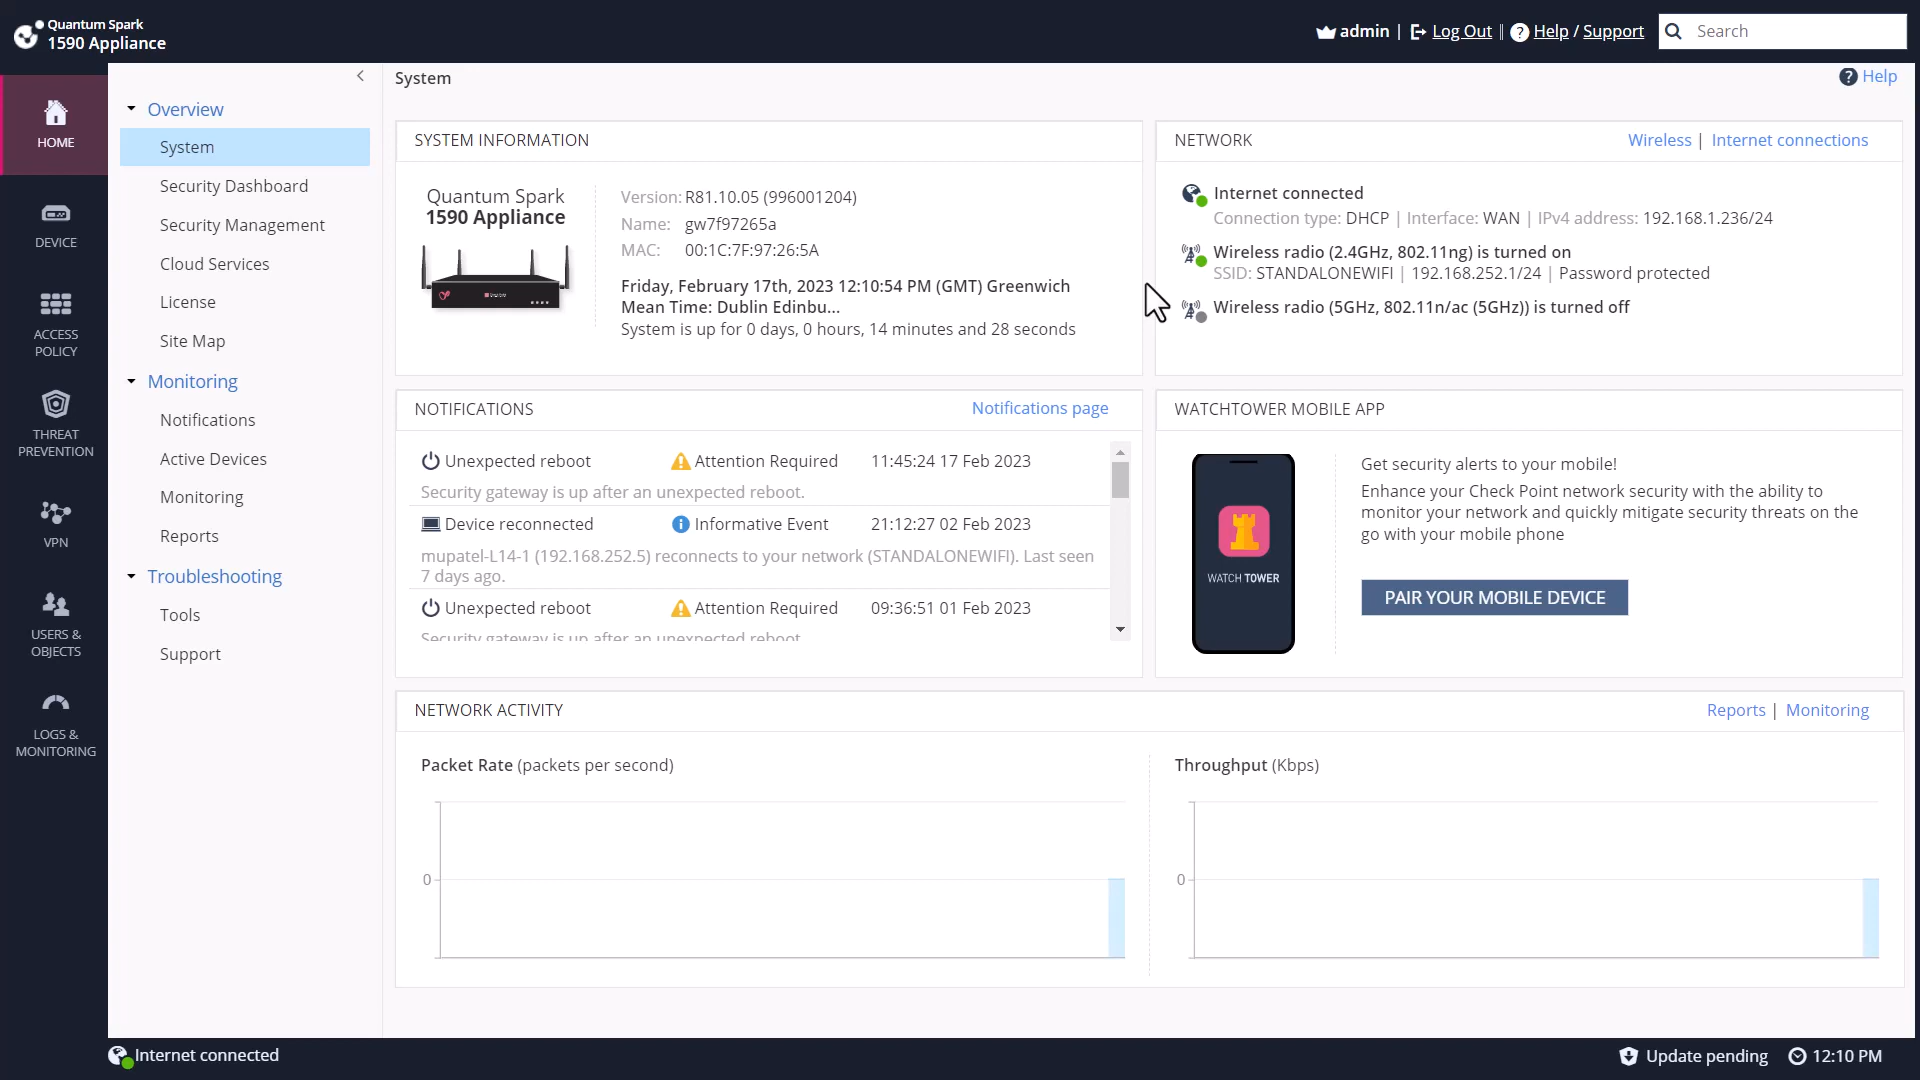 Quantum Spark
1590 Appliance
admin | Log Out || Help / Support
Search
HOME
DEVICE
ACCESS
POLICY
THREAT
PREVENTION
VPN
USERS &
OBJECTS
LOGS &
MONITORING
Overview
System
Security Dashboard
Security Management
Cloud Services
License
Site Map
Monitoring
Notifications
Active Devices
Monitoring
Reports
Troubleshooting
Tools
Support
System
Help
SYSTEM INFORMATION
Quantum Spark
1590 Appliance
Version: R81.10.05 (996001204)
Name: gw7f97265a
MAC: 00:1C:7F:97:26:5A
Friday, February 17th, 2023 12:10:54 PM (GMT) Greenwich
Mean Time: Dublin Edinbu...
System is up for 0 days, 0 hours, 14 minutes and 28 seconds
NETWORK
Wireless | Internet connections
Internet connected
Connection type: DHCP | Interface: WAN | IPv4 address: 192.168.1.236/24
Wireless radio (2.4GHz, 802.11ng) is turned on
SSID: STANDALONEWIFI | 192.168.252.1/24 | Password protected
Wireless radio (5GHz, 802.11n/ac (5GHz)) is turned off
NOTIFICATIONS
Notifications page
Unexpected reboot Attention Required 11:45:24 17 Feb 2023
Security gateway is up after an unexpected reboot.
Device reconnected Informative Event 21:12:27 02 Feb 2023
mupatel-L14-1 (192.168.252.5) reconnects to your network (STANDALONEWIFI). Last seen
7 days ago.
Unexpected reboot Attention Required 09:36:51 01 Feb 2023
Security gateway is up after an unexpected reboot
WATCHTOWER MOBILE APP
WATCH TOWER
Get security alerts to your mobile!
Enhance your Check Point network security with the ability to
monitor your network and quickly mitigate security threats on the
go with your mobile phone
PAIR YOUR MOBILE DEVICE
NETWORK ACTIVITY
Reports | Monitoring
Packet Rate (packets per second)
0
Throughput (Kbps)
0
Internet connected
Update pending
12:10 PM